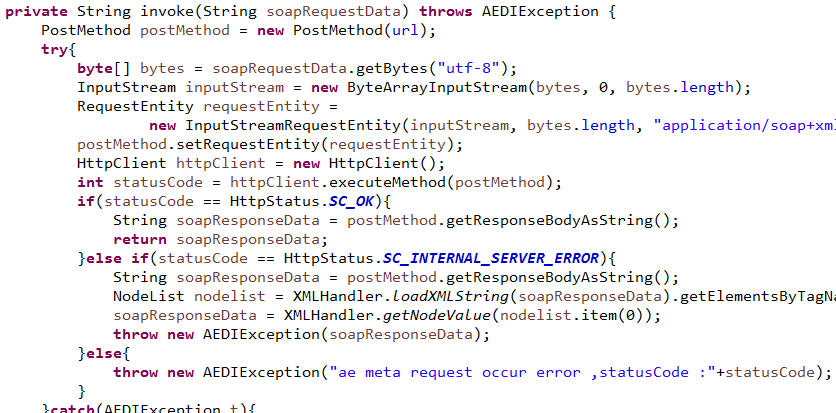 private String invoke(String soapRequestData) throws AEDIException {
PostMethod postMethod = new PostMethod(url);
try{
byte[] bytes = soapRequestData.getBytes("utf-8");
InputStream inputStream = new ByteArrayInputStream(bytes, 0, bytes.length);
RequestEntity requestEntity =
new InputStreamRequestEntity(inputStream, bytes.length, "application/soap+xml
postMethod.setRequestEntity(requestEntity);
HttpClient httpClient = new HttpClient();
int statusCode = httpClient.executeMethod(postMethod);
if(statusCode == HttpStatus.SC_OK){
String soapResponseData = postMethod.getResponseBodyAsString();
return soapResponseData;
}else if(statusCode == HttpStatus.SC_INTERNAL_SERVER_ERROR){
String soapResponseData = postMethod.getResponseBodyAsString();
NodeList nodelist = XMLHandler.loadXMLString(soapResponseData).getElementsByTagNa
soapResponseData = XMLHandler.getNodeValue(nodelist.item(0));
throw new AEDIException(soapResponseData);
}else{
throw new AEDIException("ae meta request occur error ,statusCode :"+statusCode);
}
}catch(AEDIException t){